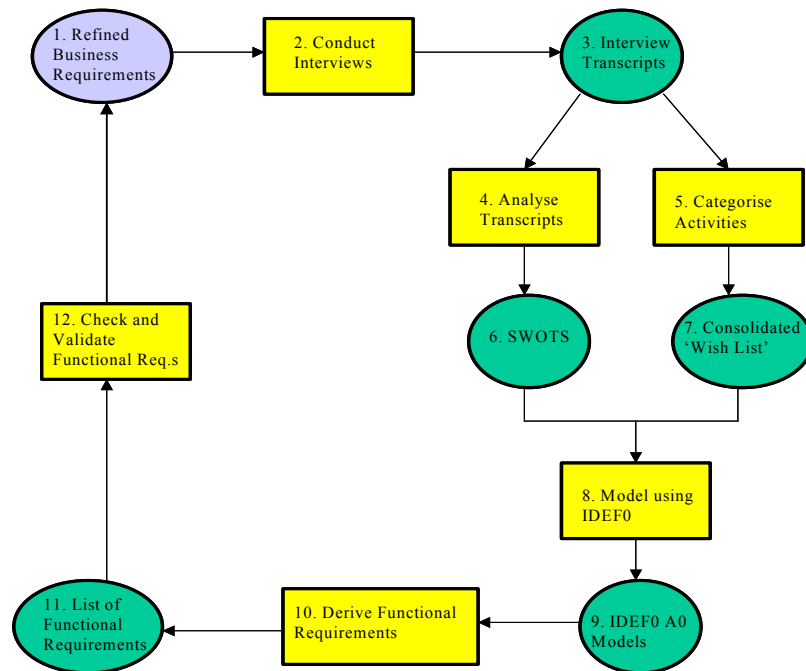 1. Refined
Business
Requirements
2. Conduct
Interviews
3. Interview
Transcripts
4. Analyse
Transcripts
5. Categorise
Activities
6. SWOTS
7. Consolidated
‘Wish List’
8. Model using
IDEF0
9. IDEF0 A0
Models
10. Derive Functional
Requirements
11. List of
Functional
Requirements
12. Check and
Validate
Functional Req.s